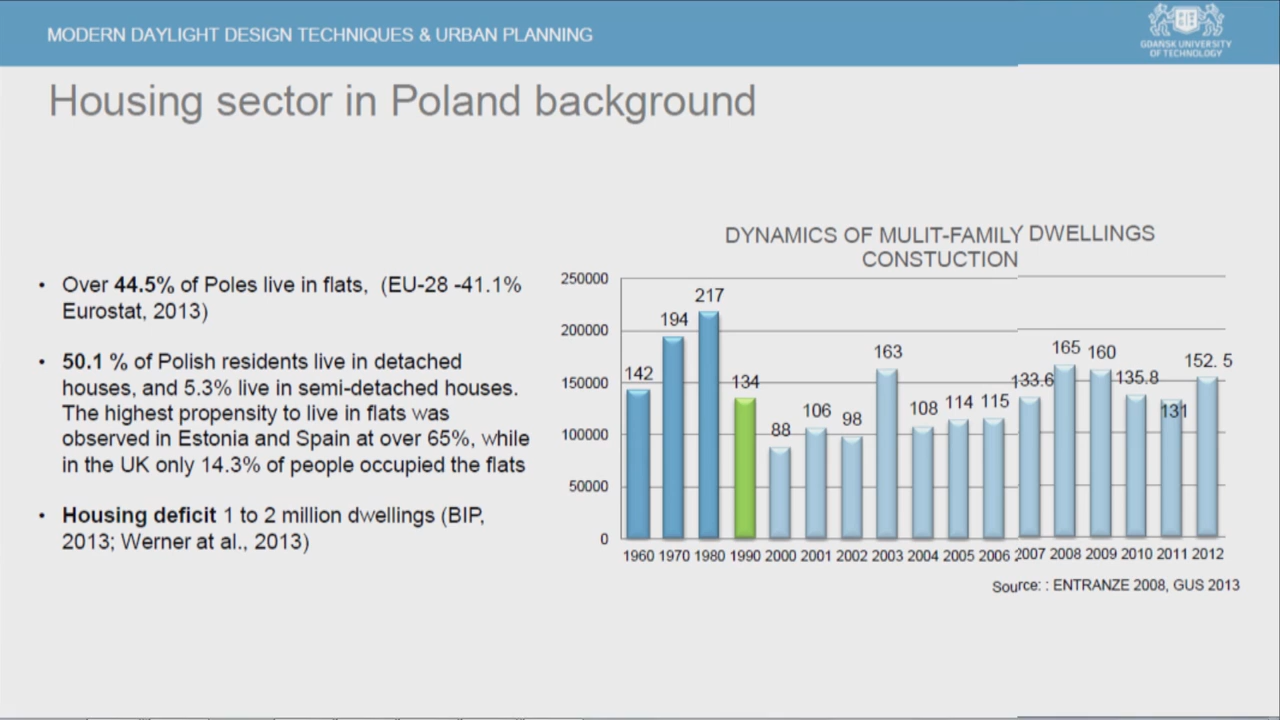 MODERN DAYLIGHT DESIGN TECHNIQUES & URBAN PLANNING
GDAŃSK UNIVERSITY
OF TECHNOLOGY
Housing sector in Poland background
• Over 44.5% of Poles live in flats, (EU-28 -41.1%
Eurostat, 2013)
• 50.1 % of Polish residents live in detached
houses, and 5.3% live in semi-detached houses.
The highest propensity to live in flats was
observed in Estonia and Spain at over 65%, while
in the UK only 14.3% of people occupied the flats
• Housing deficit 1 to 2 million dwellings (BIP,
2013; Werner at al., 2013)
DYNAMICS OF MULIT-FAMILY DWELLINGS
CONSTUCTION
250000
200000
150000
100000
50000
0
142
194
217
134
88
106
98
163
108
114
115
133.6
165
160
135.8
131
152. 5
1960 1970 1980 1990 2000 2001 2002 2003 2004 2005 2006 2007 2008 2009 2010 2011 2012
Source: : ENTRANZE 2008, GUS 2013